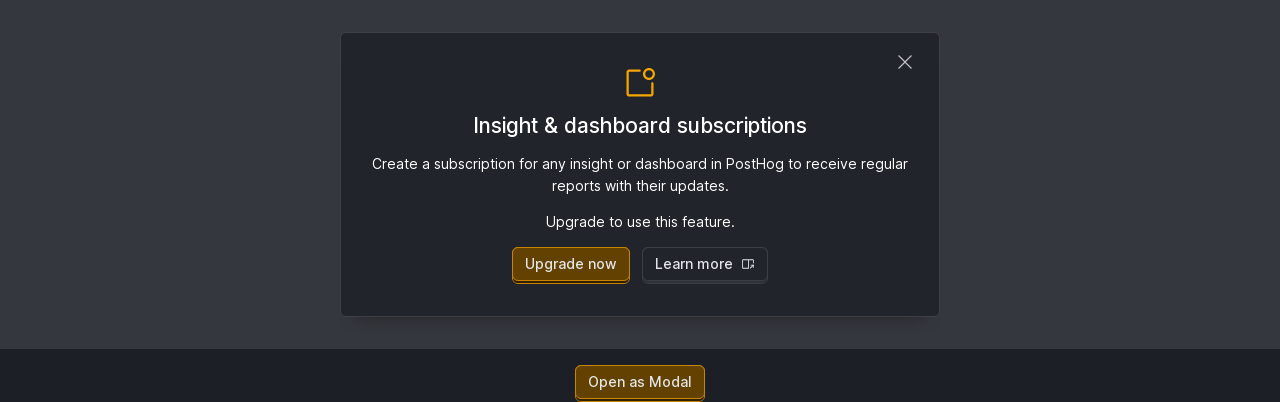 Insight & dashboard subscriptions
Create a subscription for any insight or dashboard in PostHog to receive regular
reports with their updates.
Upgrade to use this feature.
Upgrade now
Learn more
Open as Modal